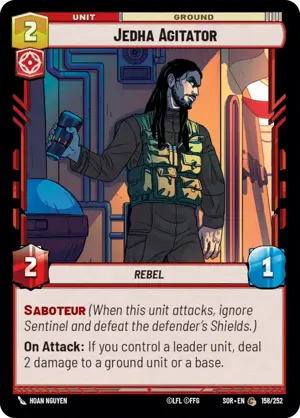 UNIT GROUND
2 JEDHA AGITATOR
2 1
REBEL
SABOTEUR (When this unit attacks, ignore
Sentinel and defeat the defender's Shields.)
On Attack: If you control a leader unit, deal
2 damage to a ground unit or a base.
HOAN NGUYEN ©LFL ©FFG SOR • EN C 158/252